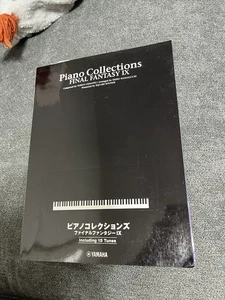 Piano Collections
FINAL FANTASY IX
ピアノコレクションズ
ファイナルファンタジーIX
Including 15 Tunes
YAMAHA